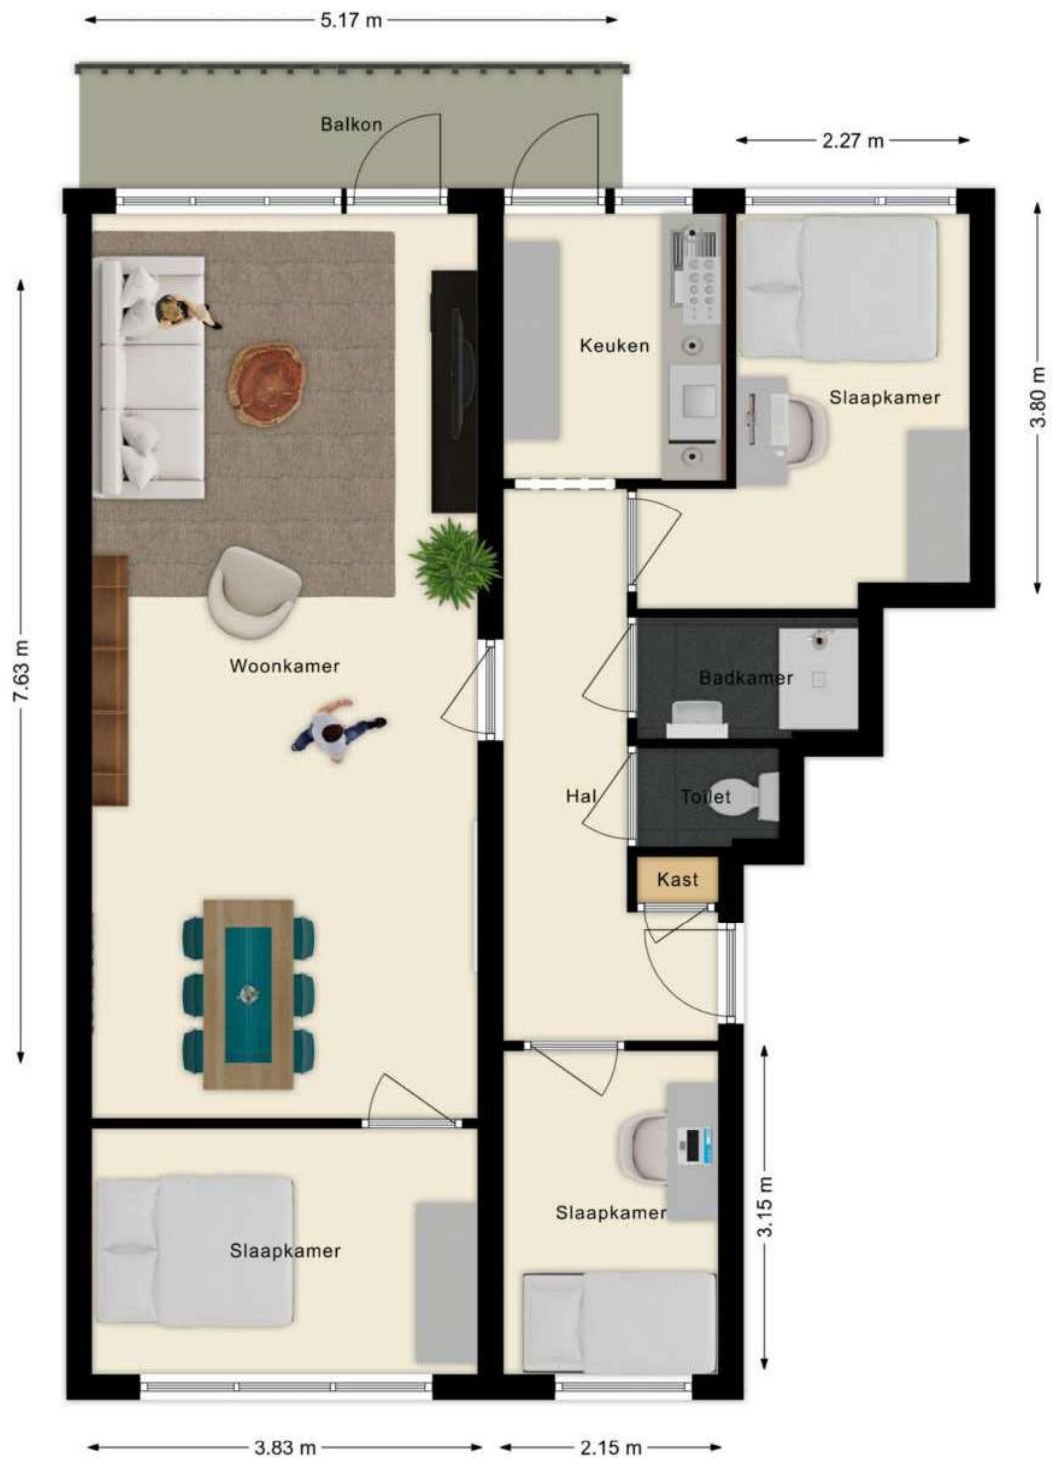 5.17 m
Balkon
2.27 m
Keuken
Slaapkamer
3.80 m
7.63 m
Woonkamer
Badkamer
Hal
Toilet
Kast
Slaapkamer
Slaapkamer
3.15 m
3.83 m
2.15 m